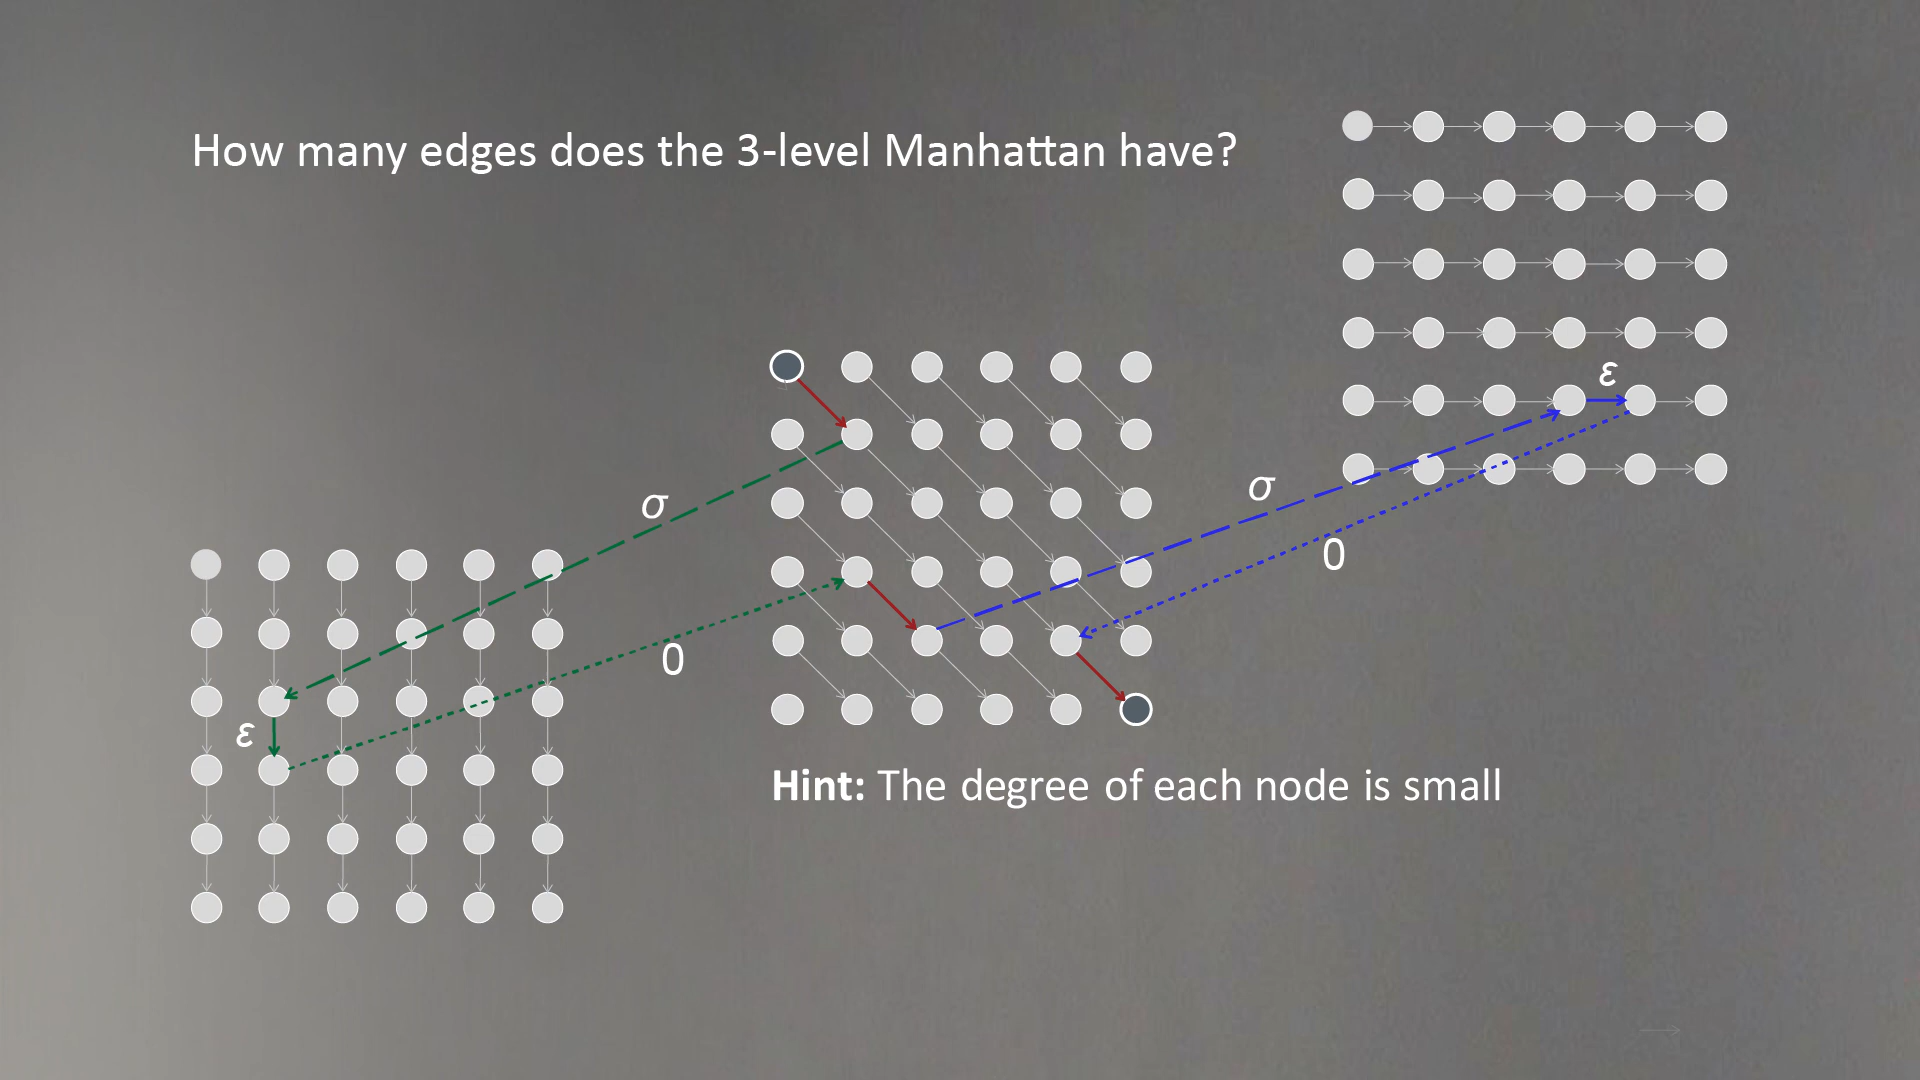 How many edges does the 3-level Manhattan have?
ε
σ
σ
0
0
ε
Hint: The degree of each node is small